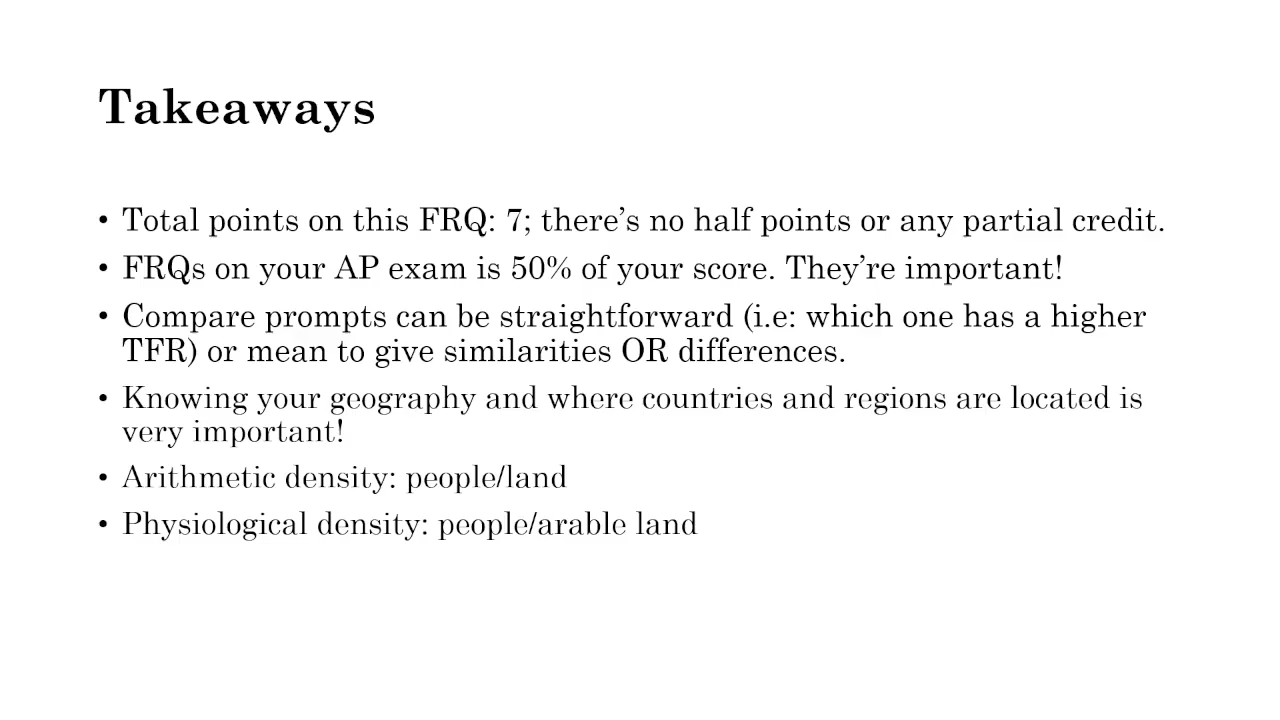 Takeaways
• Total points on this FRQ: 7; there’s no half points or any partial credit.
• FRQs on your AP exam is 50% of your score. They’re important!
• Compare prompts can be straightforward (i.e: which one has a higher
TFR) or mean to give similarities OR differences.
• Knowing your geography and where countries and regions are located is
very important!
• Arithmetic density: people/land
• Physiological density: people/arable land